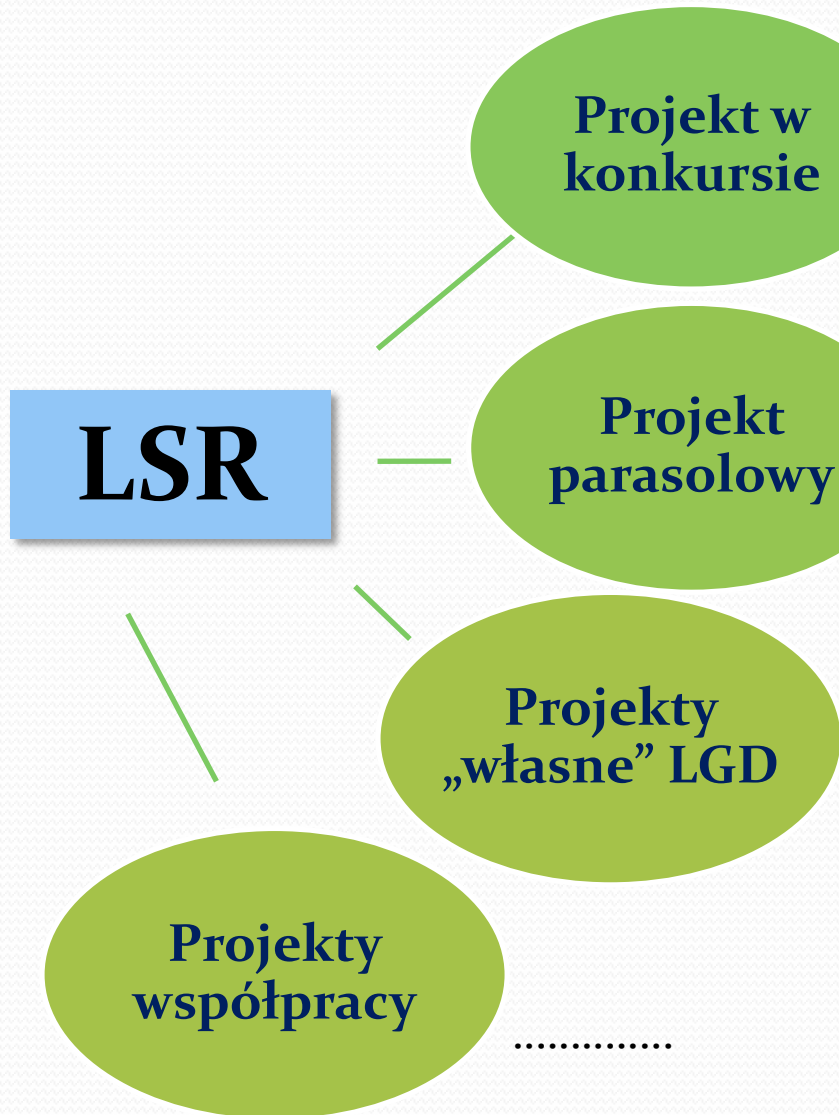 Projekt w
konkursie
LSR
Projekt
parasolowy
Projekty
„własne” LGD
Projekty
współpracy
..............